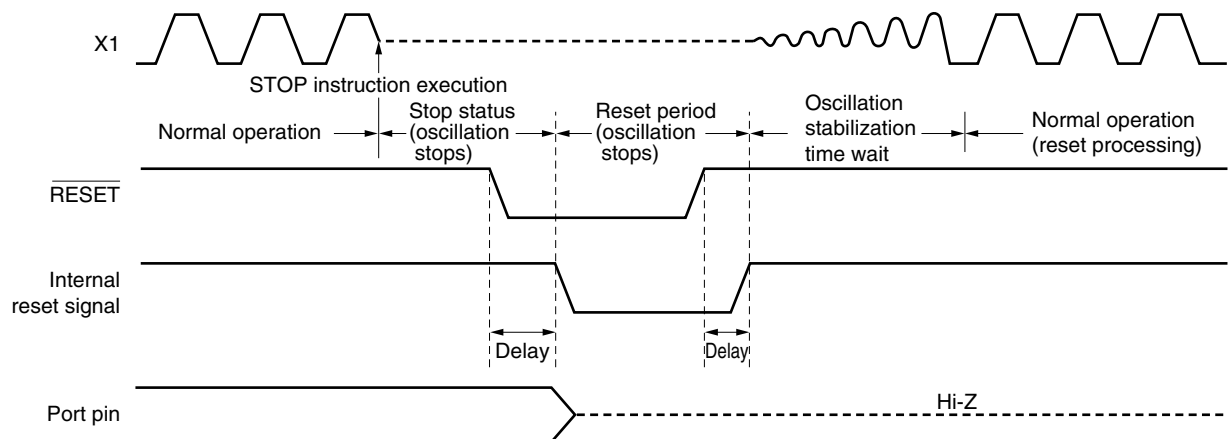 X1
STOP instruction execution
Normal operation
Stop status
(oscillation
stops)
Reset period
(oscillation
stops)
Oscillation
stabilization
time wait
Normal operation
(reset processing)
RESET
Internal
reset signal
Delay
Delay
Port pin
Hi-Z